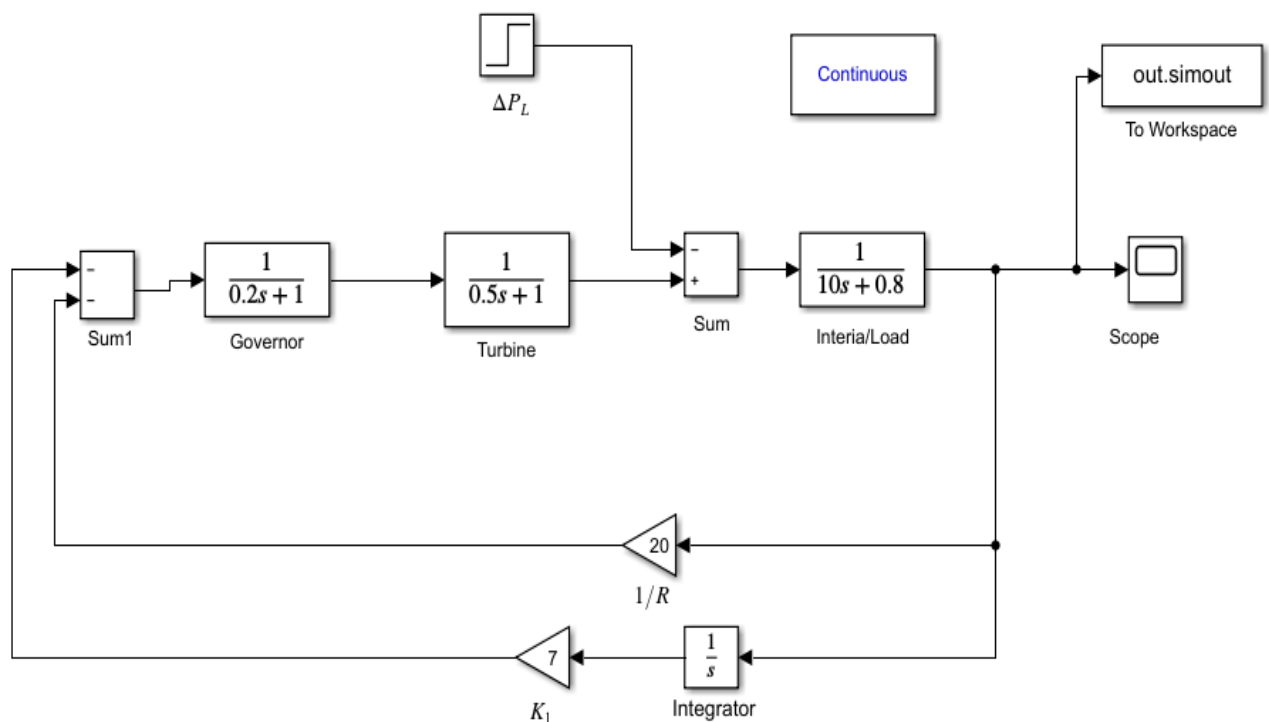 ΔP_L
Continuous
out.simout
To Workspace
-
-
Sum1
1
0.2s + 1
Governor
1
0.5s + 1
Turbine
-
+
Sum
1
10s + 0.8
Interia/Load
Scope
20
1/R
7
K_1
1
s
Integrator